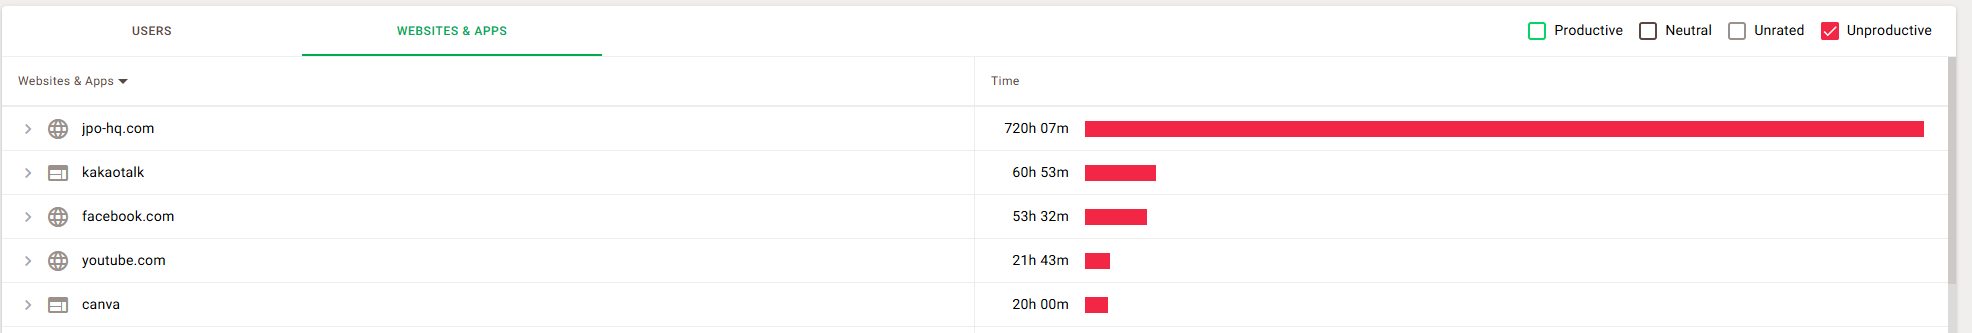 USERS WEBSITES & APPS Productive Neutral Unrated Unproductive
Websites & Apps Time
jpo-hq.com 720h 07m
kakaotalk 60h 53m
facebook.com 53h 32m
youtube.com 21h 43m
canva 20h 00m